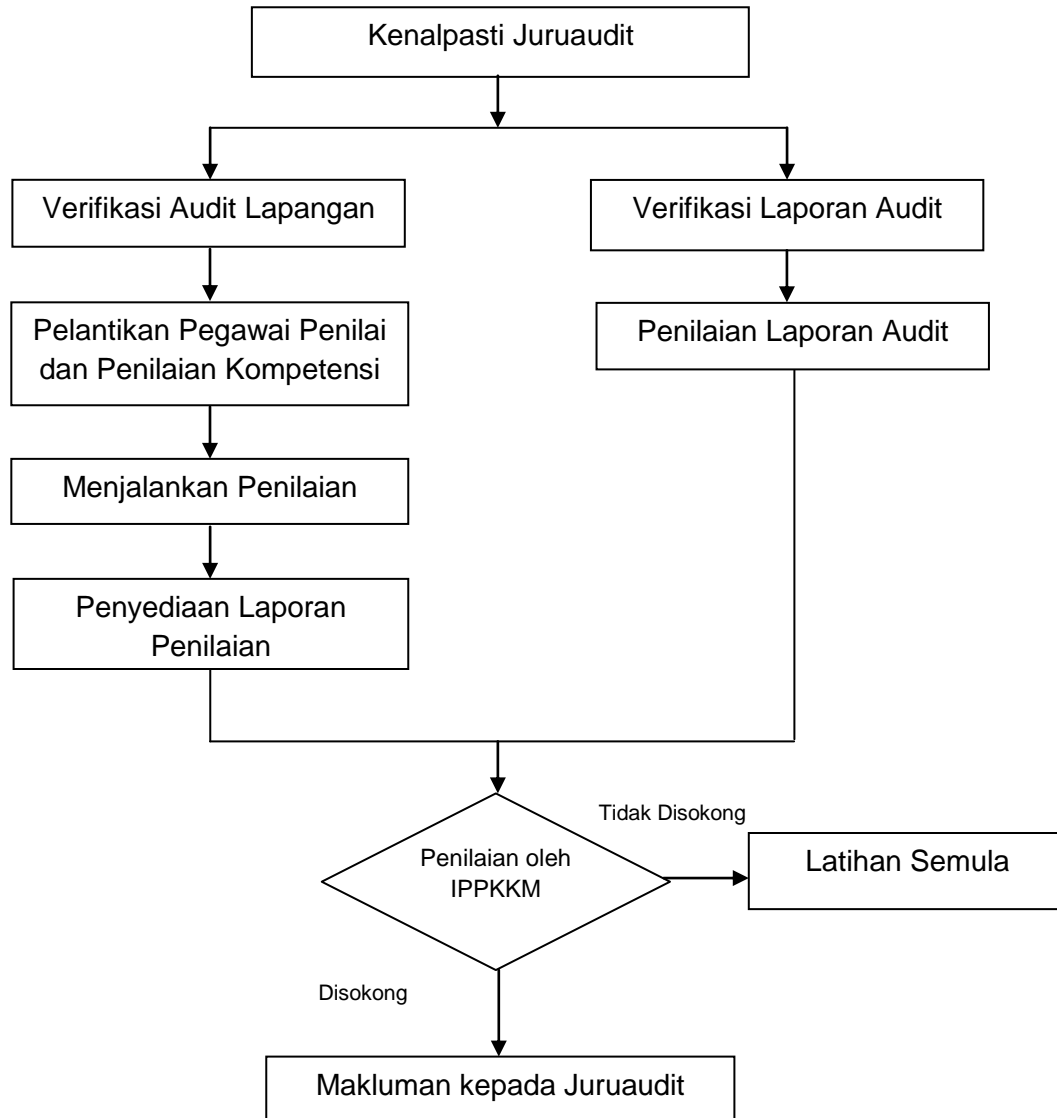 Kenalpasti Juruaudit
Verifikasi Audit Lapangan
Verifikasi Laporan Audit
Pelantikan Pegawai Penilai
dan Penilaian Kompetensi
Penilaian Laporan Audit
Menjalankan Penilaian
Penyediaan Laporan
Penilaian
Tidak Disokong
Penilaian oleh
IPPKKM
Latihan Semula
Disokong
Makluman kepada Juruaudit